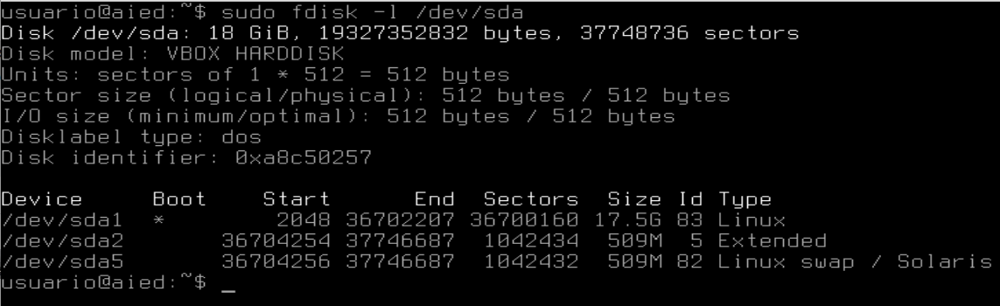 usuario@aied:~$ sudo fdisk -l /dev/sda
Disk /dev/sda: 18 GiB, 19327352832 bytes, 37748736 sectors
Disk model: VBOX HARDDISK
Units: sectors of 1 * 512 = 512 bytes
Sector size (logical/physical): 512 bytes / 512 bytes
I/O size (minimum/optimal): 512 bytes / 512 bytes
Disklabel type: dos
Disk identifier: 0xa8c50257

Device     Boot    Start      End  Sectors  Size Id Type
/dev/sda1  *        2048 36702207 36700160 17.5G 83 Linux
/dev/sda2       36704254 37746687  1042434  509M  5 Extended
/dev/sda5       36704256 37746687  1042432  509M 82 Linux swap / Solaris
usuario@aied:~$ _